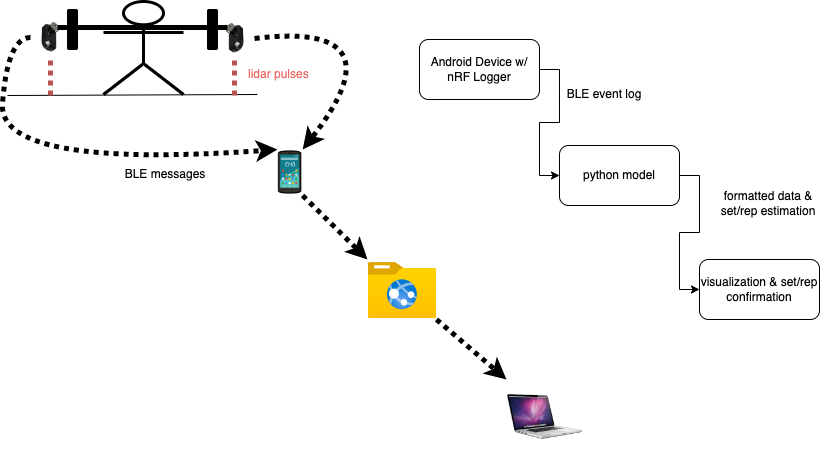 lidar pulses
BLE messages
Android Device w/
nRF Logger
BLE event log
python model
formatted data &
set/rep estimation
visualization & set/rep
confirmation